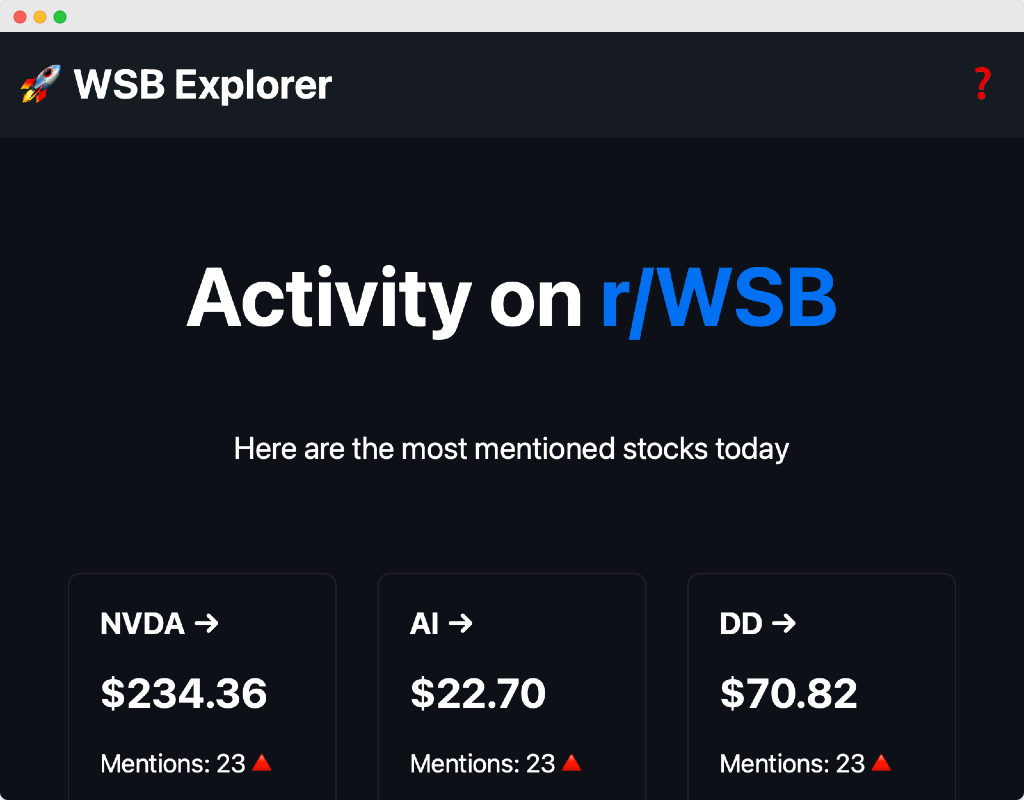 🚀 WSB Explorer
❓
Activity on r/WSB
Here are the most mentioned stocks today
NVDA →
$234.36
Mentions: 23 🔺
AI →
$22.70
Mentions: 23 🔺
DD →
$70.82
Mentions: 23 🔺